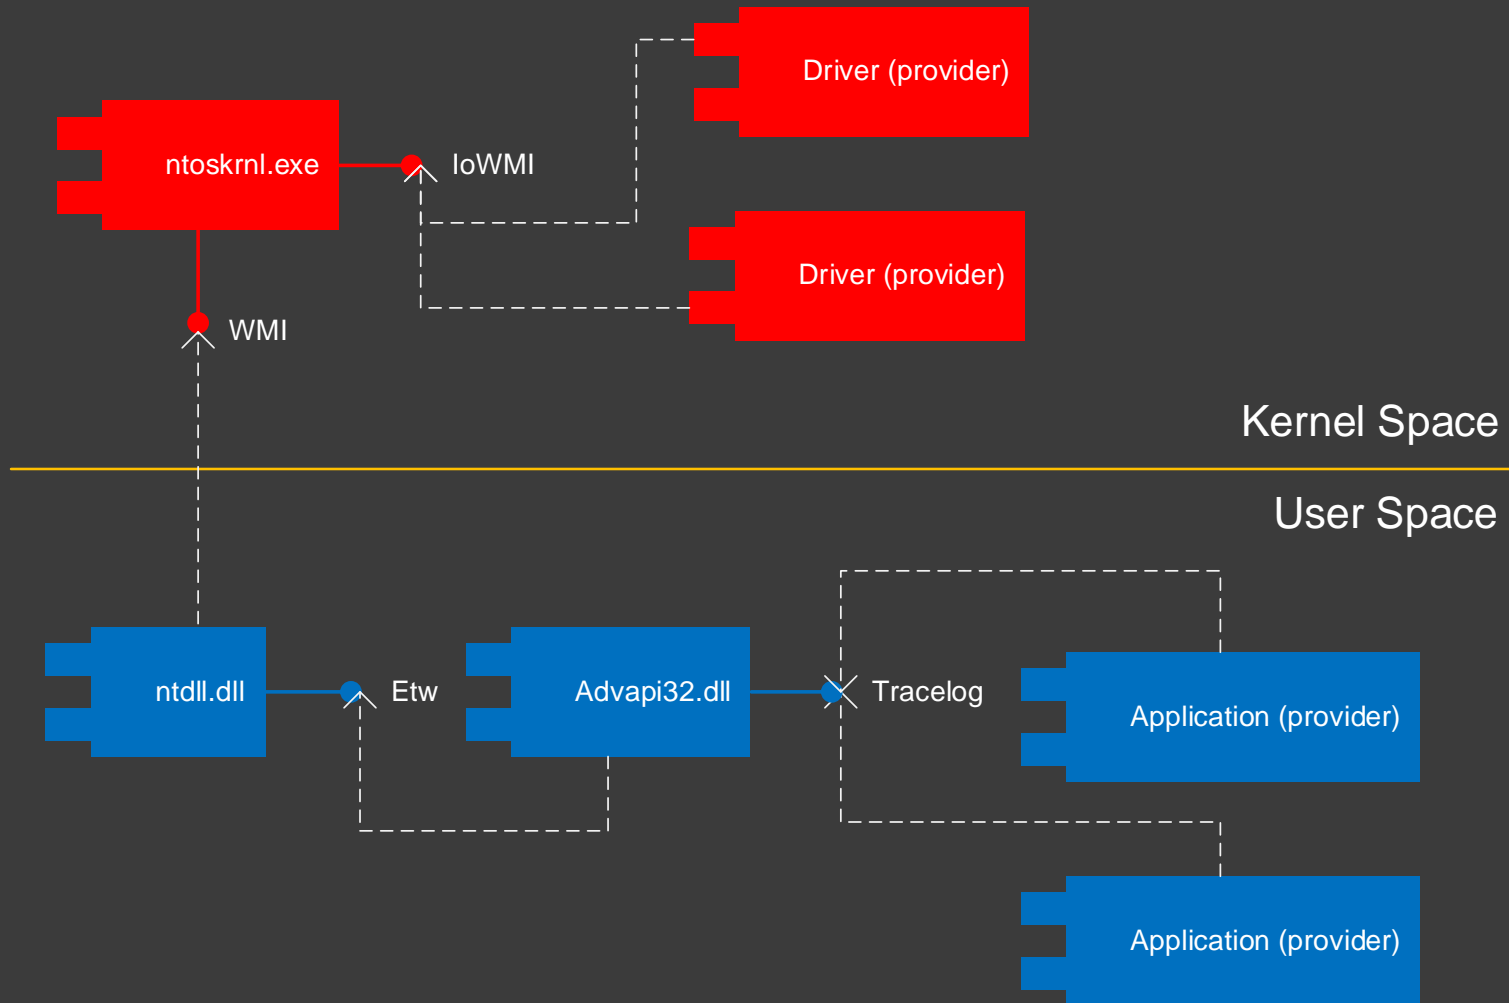 Driver (provider)
ntoskrnl.exe
IoWMI
Driver (provider)
WMI
Kernel Space
User Space
ntdll.dll
Etw
Advapi32.dll
Tracelog
Application (provider)
Application (provider)